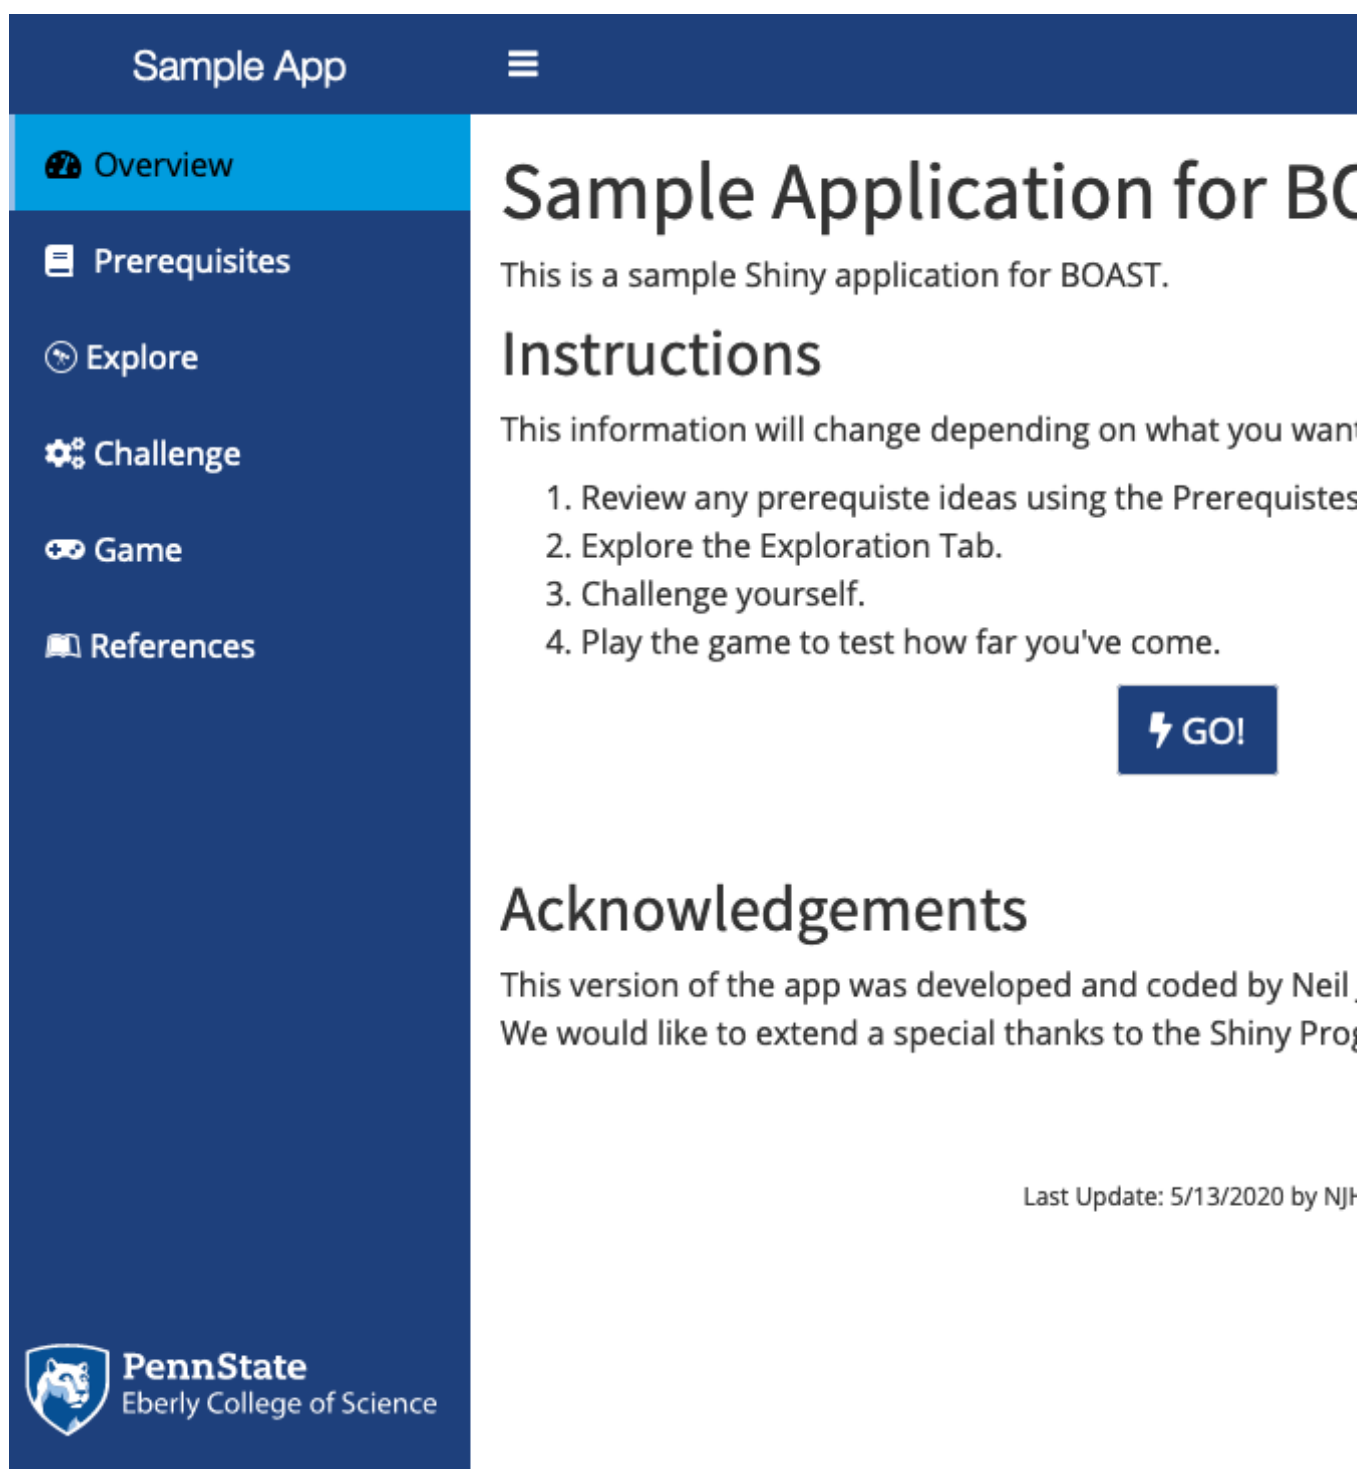 Sample App
Overview
Prerequisites
Explore
Challenge
Game
References
PennState
Eberly College of Science
Sample Application for
This is a sample Shiny application for BOAST.
Instructions
This information will change depending on what you want
1. Review any prerequiste ideas using the Prerequistes
2. Explore the Exploration Tab.
3. Challenge yourself.
4. Play the game to test how far you've come.
GO!
Acknowledgements
This version of the app was developed and coded by Neil
We would like to extend a special thanks to the Shiny
Last Update: 5/13/2020 by